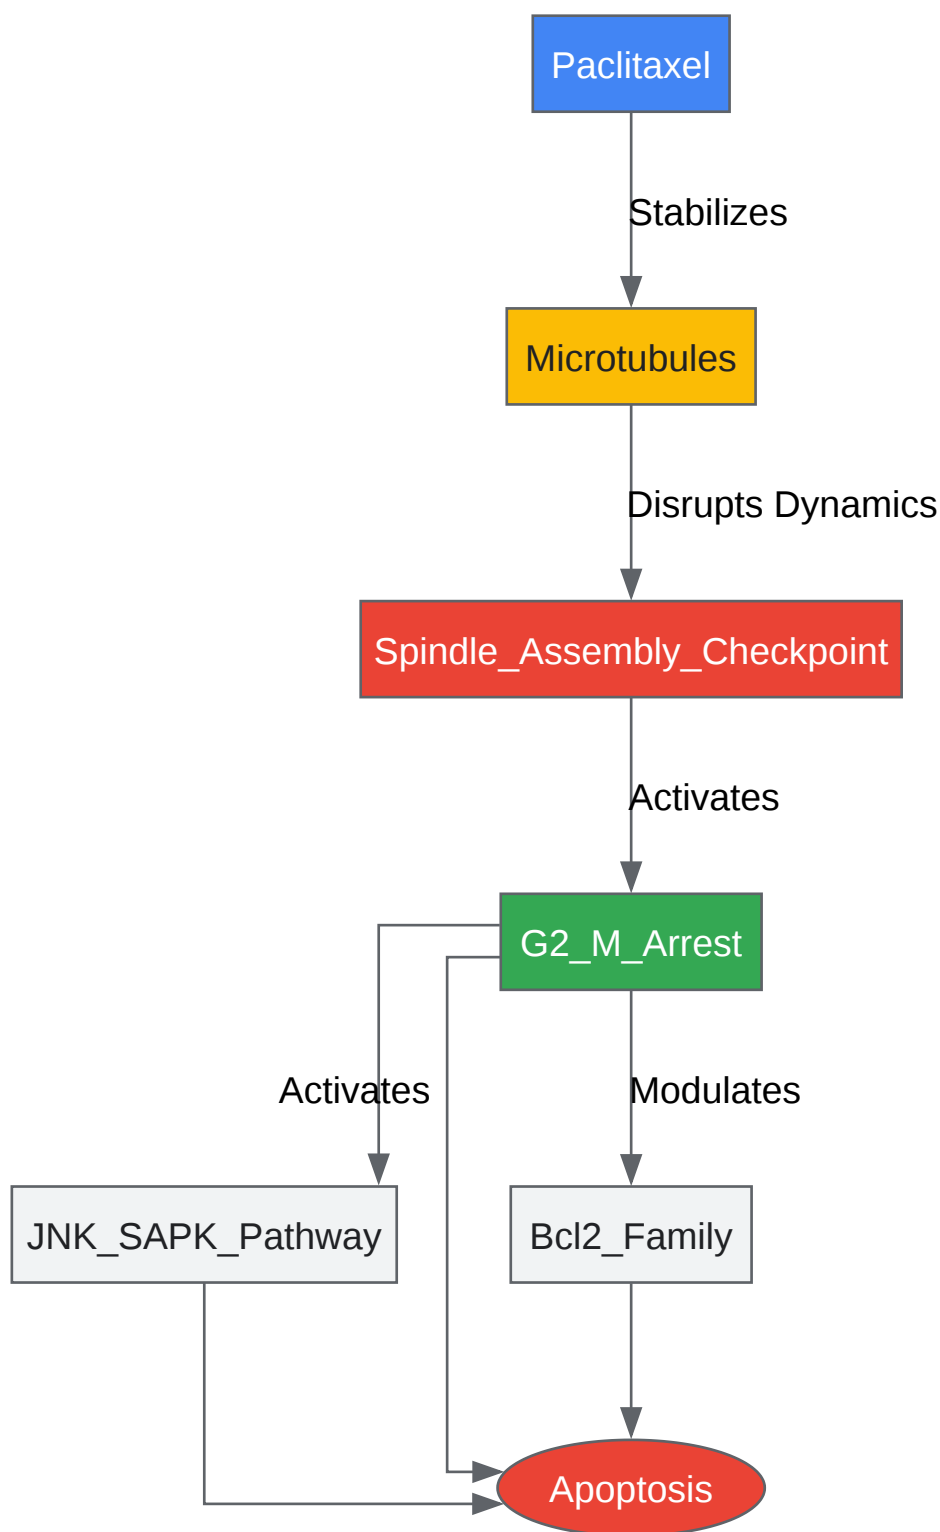 Paclitaxel
Stabilizes
Microtubules
Disrupts Dynamics
Spindle_Assembly_Checkpoint
Activates
G2_M_Arrest
Activates
Modulates
JNK_SAPK_Pathway
Bcl2_Family
Apoptosis